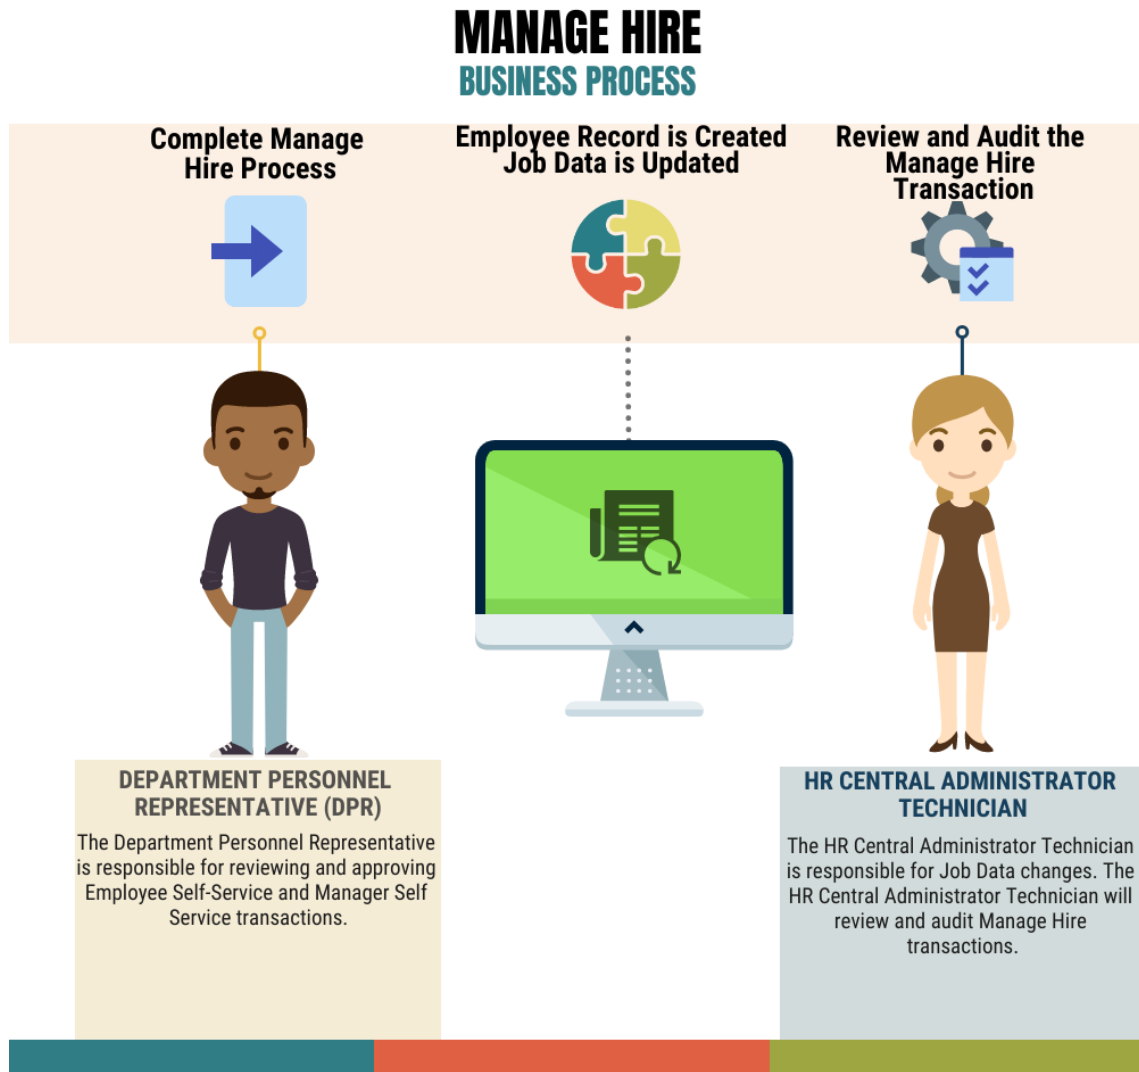 MANAGE HIRE
BUSINESS PROCESS
Complete Manage
Hire Process
Employee Record is Created
Job Data is Updated
Review and Audit the
Manage Hire
Transaction
DEPARTMENT PERSONNEL
REPRESENTATIVE (DPR)
The Department Personnel Representative
is responsible for reviewing and approving
Employee Self-Service and Manager Self
Service transactions.
HR CENTRAL ADMINISTRATOR
TECHNICIAN
The HR Central Administrator Technician
is responsible for Job Data changes. The
HR Central Administrator Technician will
review and audit Manage Hire
transactions.